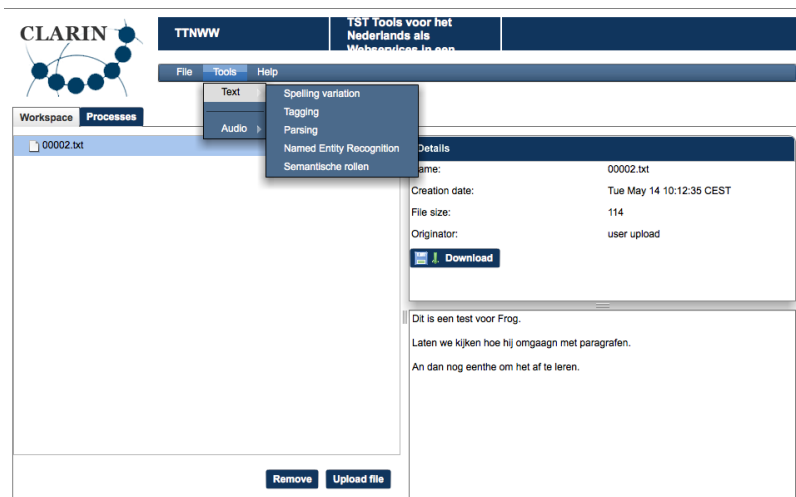 CLARIN
TTNWW
TST Tools voor het
Nederlands als
Webservices in een
File Tools Help
Text
Audio
Spelling variation
Tagging
Parsing
Named Entity Recognition
Semantische rollen
Workspace Processes
00002.txt
Details
ame: 00002.txt
Creation date: Tue May 14 10:12:35 CEST
File size: 114
Originator: user upload
Download
Dit is een test voor Frog.
Laten we kijken hoe hij omgaagn met paragrafen.
An dan nog eenthe om het af te leren.
Remove Upload file